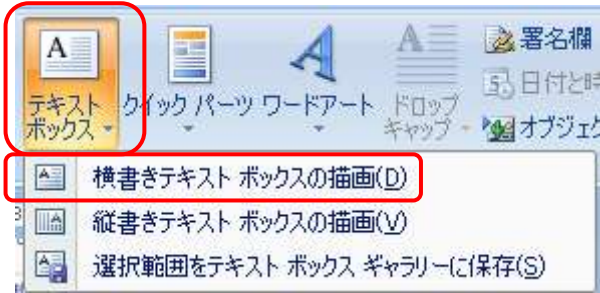 テキスト
ボックス
クイック パーツ
ワードアート
ドロップ
キャップ
署名欄
日付と時
オブジェク
横書きテキスト ボックスの描画(D)
縦書きテキスト ボックスの描画(V)
選択範囲をテキスト ボックス ギャラリーに保存(S)